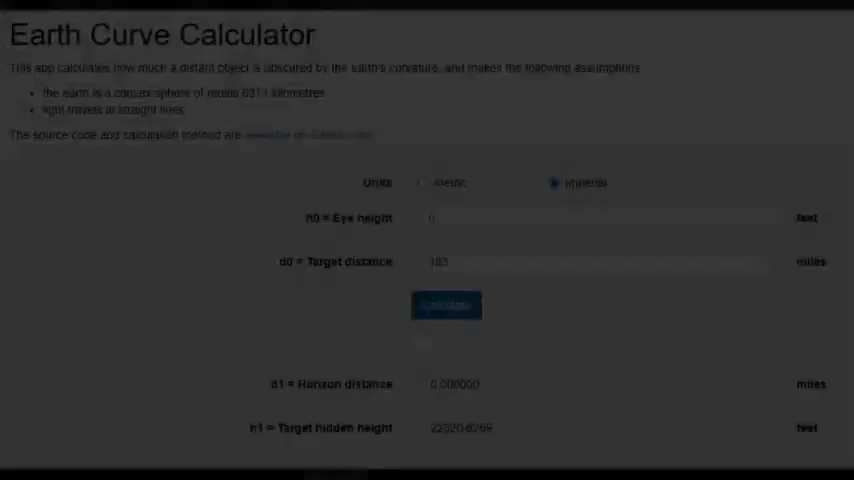 Earth Curve Calculator
This app calculates how much a distant object is obscured by the earth's curvature, and makes the following assumptions:
the earth is a convex sphere of radius 6371 kilometres
light travels in straight lines
The source code and calculation method are available on
Units Metric Imperial
h0 = Eye height 0 feet
d0 = Target distance 183 miles
Calculate
d1 = Horizon distance 0.000000 miles
h1 = Target hidden height feet